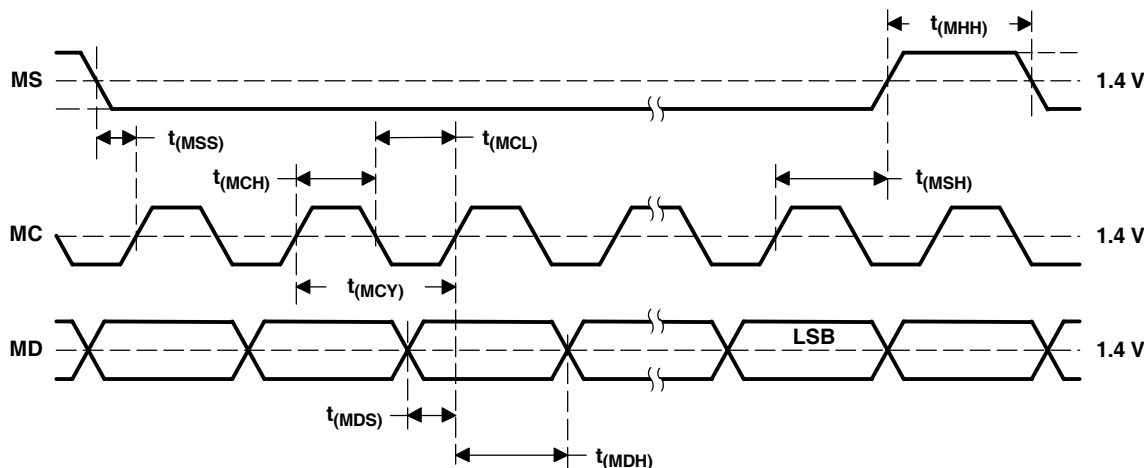 t(MHH)
MS
1.4 V
t(MSS)
t(MCL)
t(MCH)
t(MSH)
MC
1.4 V
t(MCY)
LSB
MD
1.4 V
t(MDS)
t(MDH)